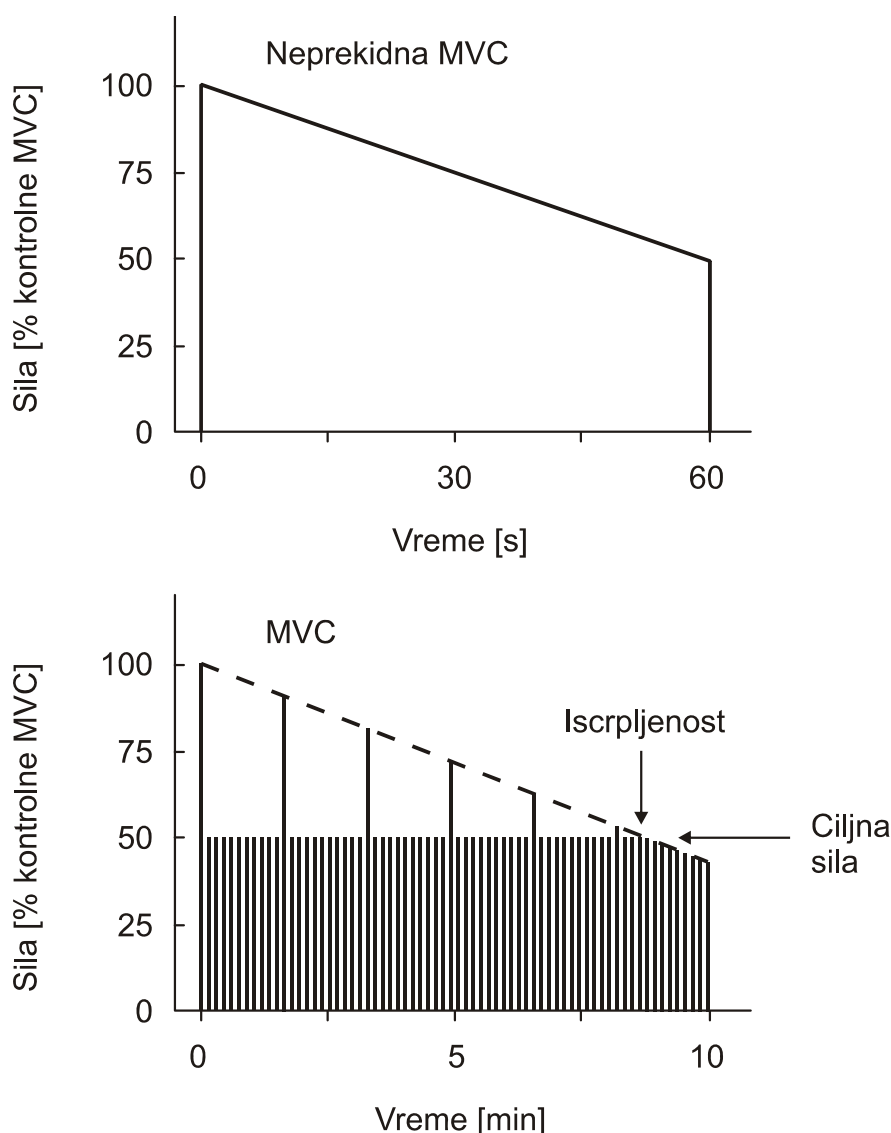 Neprekidna MVC
Sila [% kontrolne MVC]
100
75
50
25
0
0 30 60
Vreme [s]
MVC
Sila [% kontrolne MVC]
100
75
50
25
0
Iscrpljenost
Ciljna
sila
0 5 10
Vreme [min]